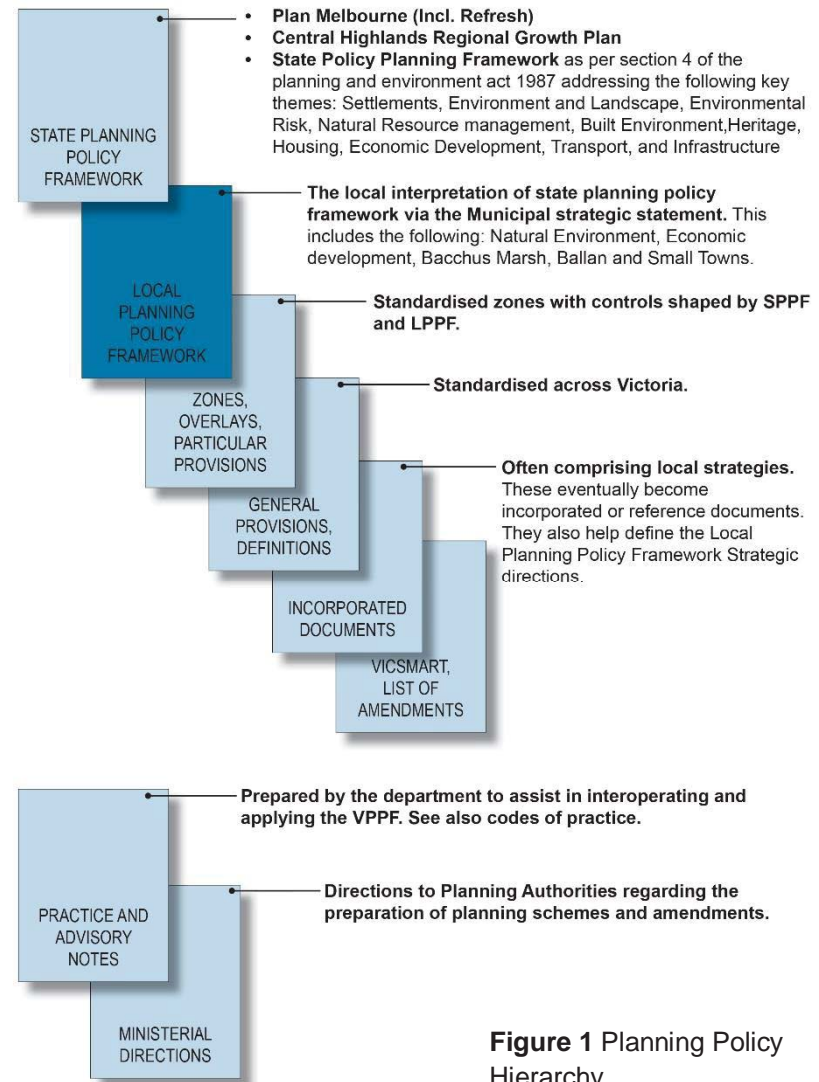 • Plan Melbourne (Incl. Refresh)
• Central Highlands Regional Growth Plan
• State Policy Planning Framework as per section 4 of the
planning and environment act 1987 addressing the following key
themes: Settlements, Environment and Landscape, Environmental
Risk, Natural Resource management, Built Environment,Heritage,
Housing, Economic Development, Transport, and Infrastructure
STATE PLANNING
POLICY
FRAMEWORK
The local interpretation of state planning policy
framework via the Municipal strategic statement. This
includes the following: Natural Environment, Economic
development, Bacchus Marsh, Ballan and Small Towns.
LOCAL
PLANNING
POLICY
FRAMEWORK
Standardised zones with controls shaped by SPPF
and LPPF.
ZONES,
OVERLAYS,
PARTICULAR
PROVISIONS
Standardised across Victoria.
GENERAL
PROVISIONS,
DEFINITIONS
Often comprising local strategies.
These eventually become
incorporated or reference documents.
They also help define the Local
Planning Policy Framework Strategic
directions.
INCORPORATED
DOCUMENTS
VICSMART,
LIST OF
AMENDMENTS
Prepared by the department to assist in interoperating and
applying the VPPF. See also codes of practice.
PRACTICE AND
ADVISORY
NOTES
Directions to Planning Authorities regarding the
preparation of planning schemes and amendments.
MINISTERIAL
DIRECTIONS
Figure 1 Planning Policy
Hierarchy